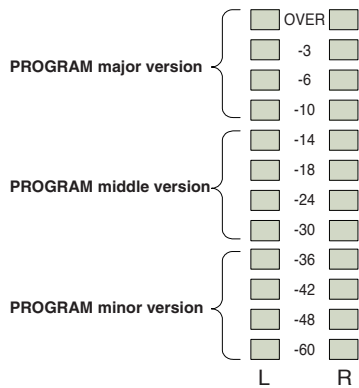 OVER
-3
PROGRAM major version
-6
-10
-14
-18
PROGRAM middle version
-24
-30
-36
-42
PROGRAM minor version
-48
-60
L R